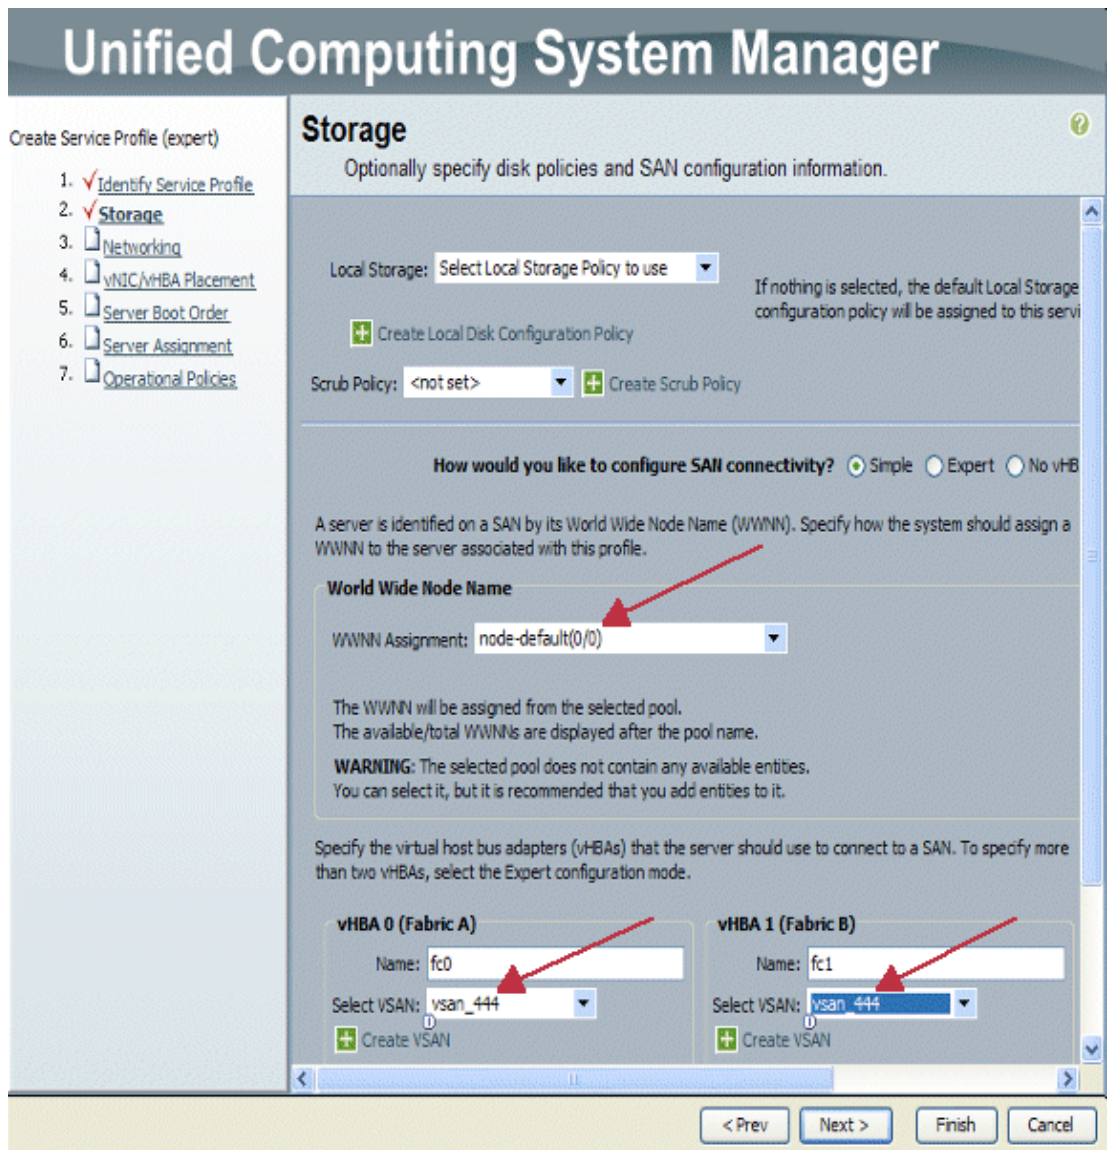 Unified Computing System Manager
Create Service Profile (expert)
1. Identify Service Profile
2. Storage
3. Networking
4. vNIC/vHBA Placement
5. Server Boot Order
6. Server Assignment
7. Operational Policies
Storage
Optionally specify disk policies and SAN configuration information.
Local Storage: Select Local Storage Policy to use
If nothing is selected, the default Local Storage
configuration policy will be assigned to this servi
Create Local Disk Configuration Policy
Scrub Policy: <not set> Create Scrub Policy
How would you like to configure SAN connectivity? Simple Expert No vHB
A server is identified on a SAN by its World Wide Node Name (WWNN). Specify how the system should assign a
WWNN to the server associated with this profile.
World Wide Node Name
WWNN Assignment: node-default(0/0)
The WWNN will be assigned from the selected pool.
The available/total WWNNs are displayed after the pool name.
WARNING: The selected pool does not contain any available entities.
You can select it, but it is recommended that you add entities to it.
Specify the virtual host bus adapters (vHBAs) that the server should use to connect to a SAN. To specify more
than two vHBAs, select the Expert configuration mode.
vHBA 0 (Fabric A)
Name: fc0
Select VSAN: vsan_444
Create VSAN
vHBA 1 (Fabric B)
Name: fc1
Select VSAN: vsan_444
Create VSAN
< Prev Next > Finish Cancel